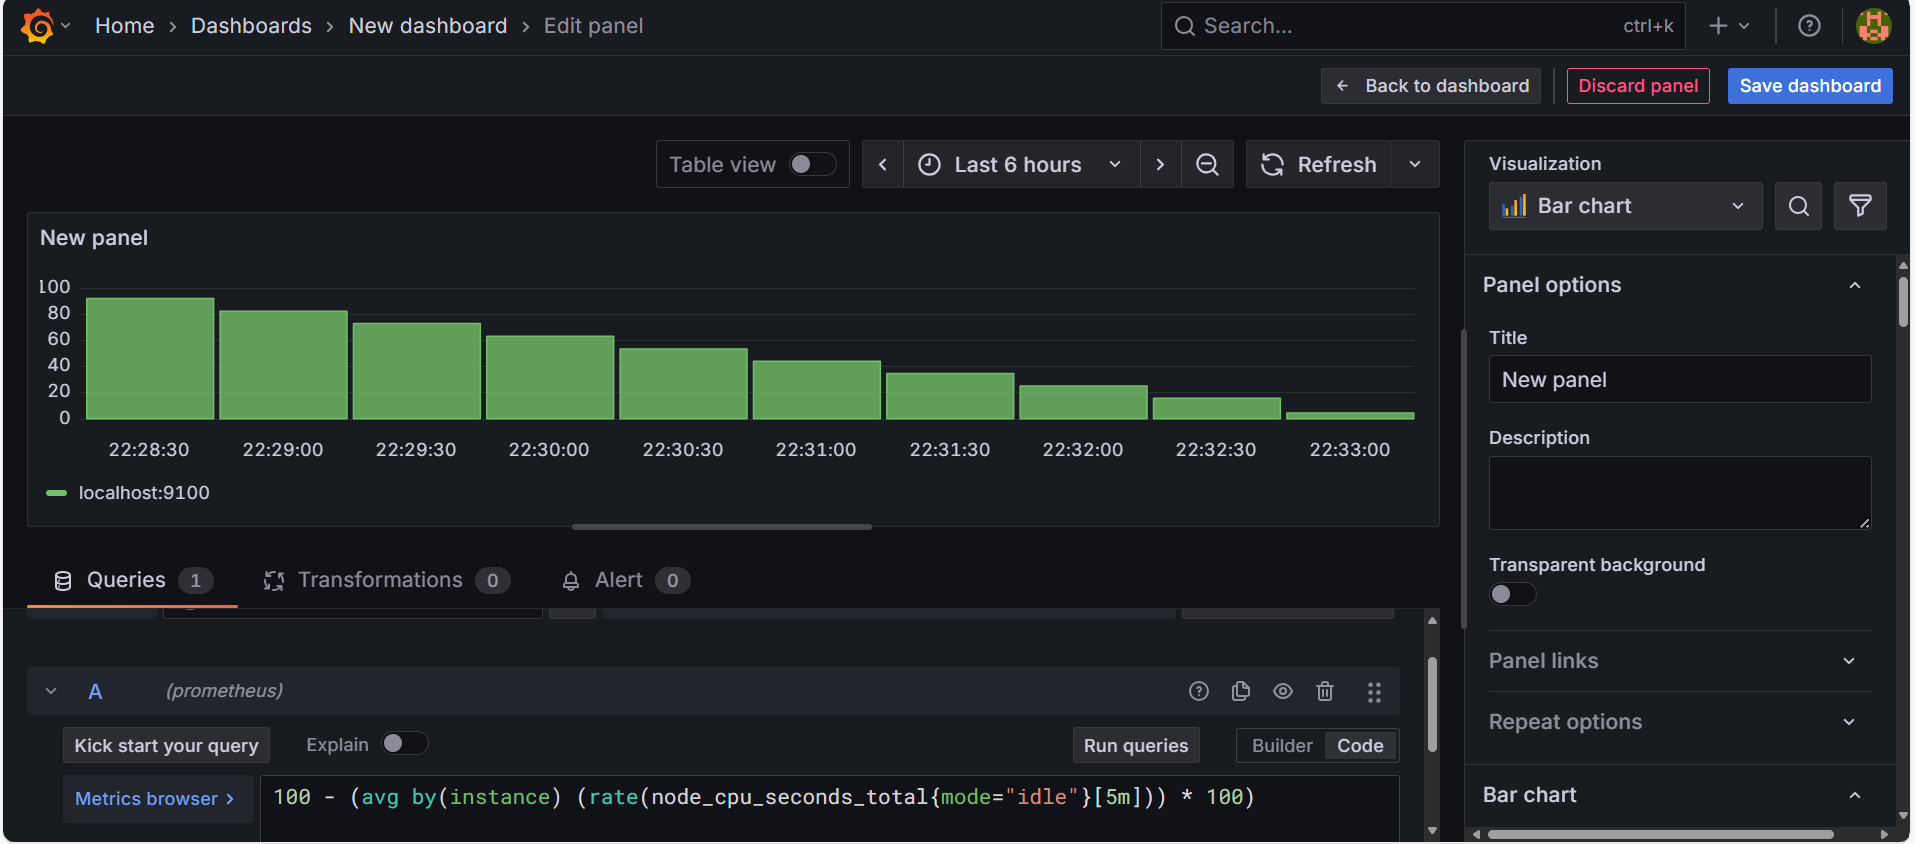 Home › Dashboards › New dashboard › Edit panel
Search... ctrl+k
Back to dashboard Discard panel Save dashboard
Table view Last 6 hours Refresh
New panel
100
80
60
40
20
0
22:28:30 22:29:00 22:29:30 22:30:00 22:30:30 22:31:00 22:31:30 22:32:00 22:32:30 22:33:00
localhost:9100
Queries 1 Transformations 0 Alert 0
A (prometheus)
Kick start your query Explain Run queries Builder Code
Metrics browser › 100 - (avg by(instance) (rate(node_cpu_seconds_total{mode="idle"}[5m])) * 100)
Visualization
Bar chart
Panel options
Title
New panel
Description
Transparent background
Panel links
Repeat options
Bar chart